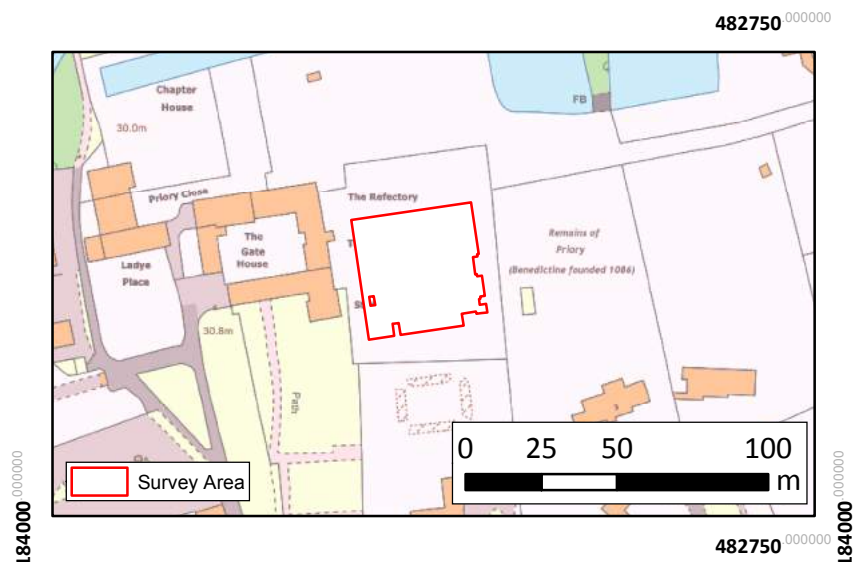 482750.000000
Chapter
House
30.0m
FB
Priory Close
The Refectory
The
Gate
House
Ladye
Place
Remains of
Priory
(Benedictine founded 1086)
30.8m
Path
0 25 50 100
m
Survey Area
184000.000000
184000.000000
482750.000000